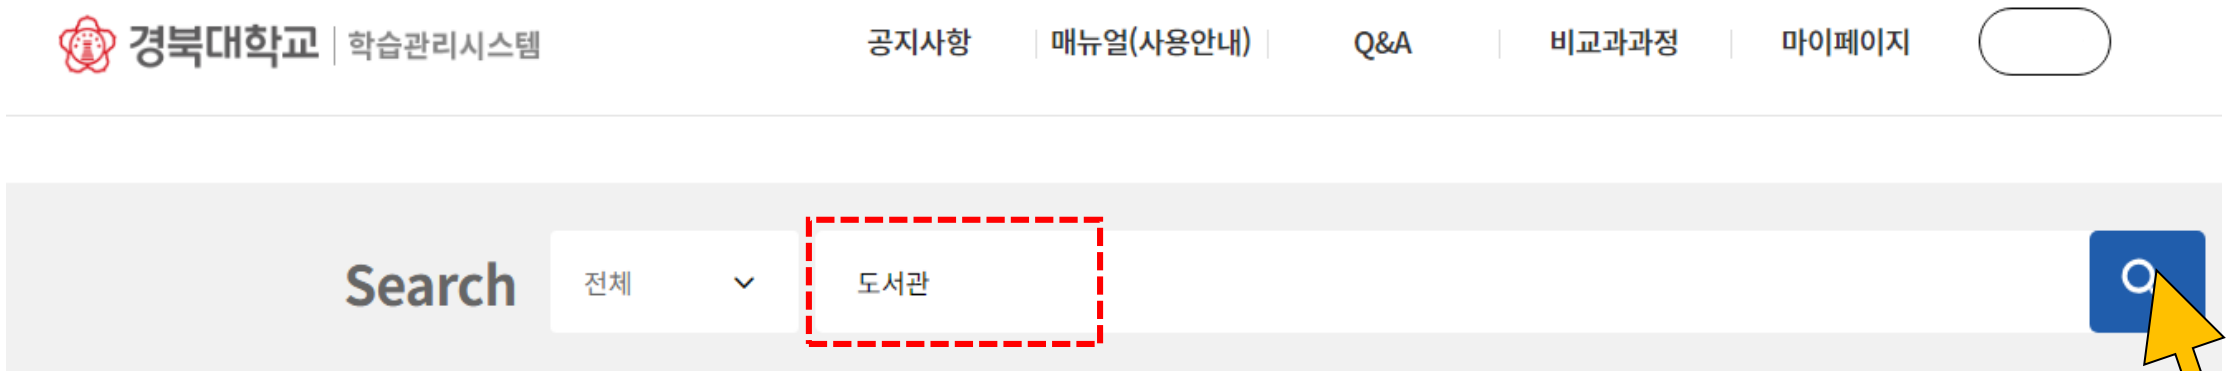 경북대학교 학습관리시스템 공지사항 매뉴얼(사용안내) Q&A 비교과과정 마이페이지
Search 전체 도서관